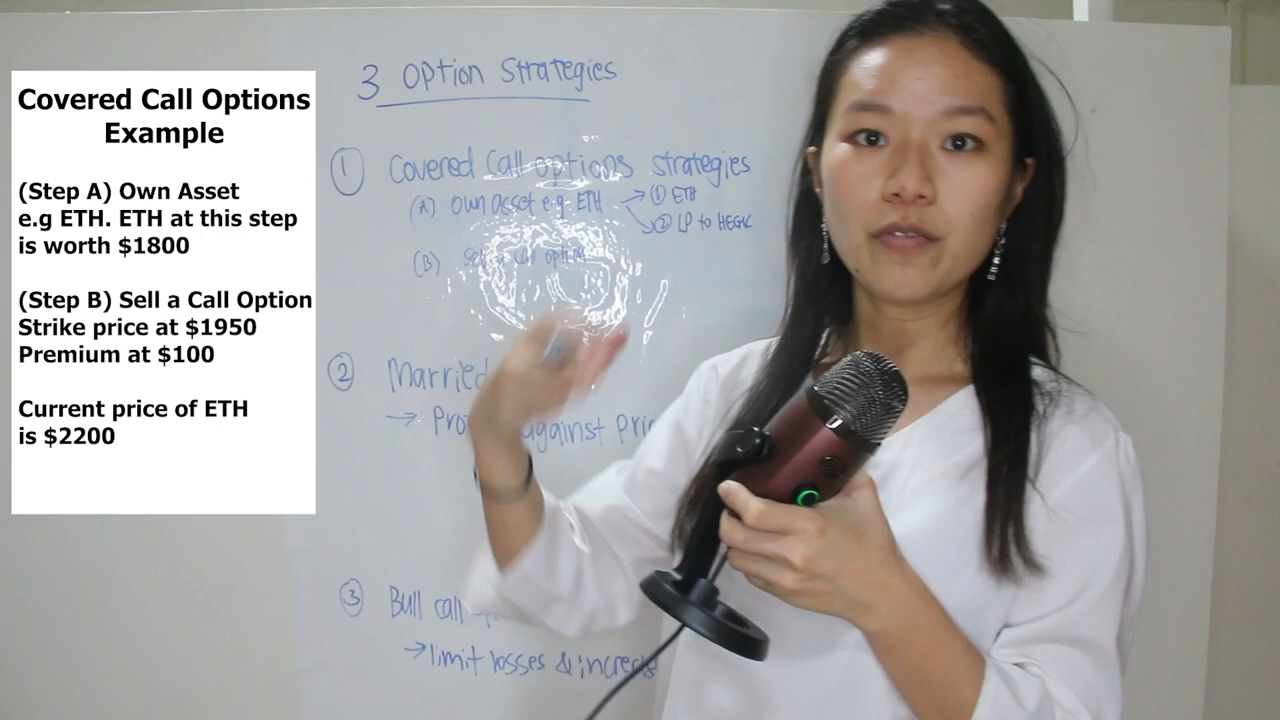 Covered Call Options
Example
(Step A) Own Asset
e.g ETH. ETH at this step
is worth $1800
(Step B) Sell a Call Option
Strike price at $1950
Premium at $100
Current price of ETH
is $2200
3 Option Strategies
① Covered Call options strategies
(A) Own asset e.g ETH → ① ETH
② LP to HEGIC
(B) Sell a call option
② Married
→ against
③ Bull call
→ limit losses &